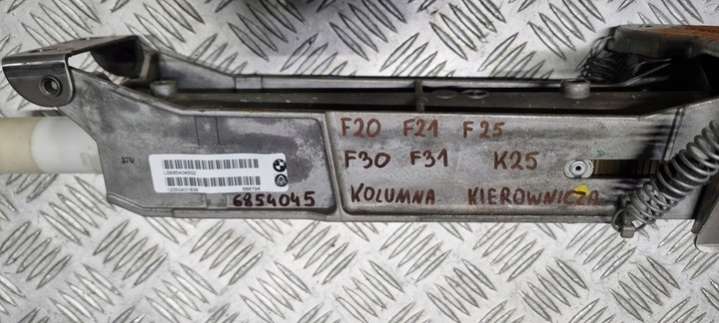 F20 F21 F25
F30 F31 K25
KOLUMNA KIEROWNICZA
6854045